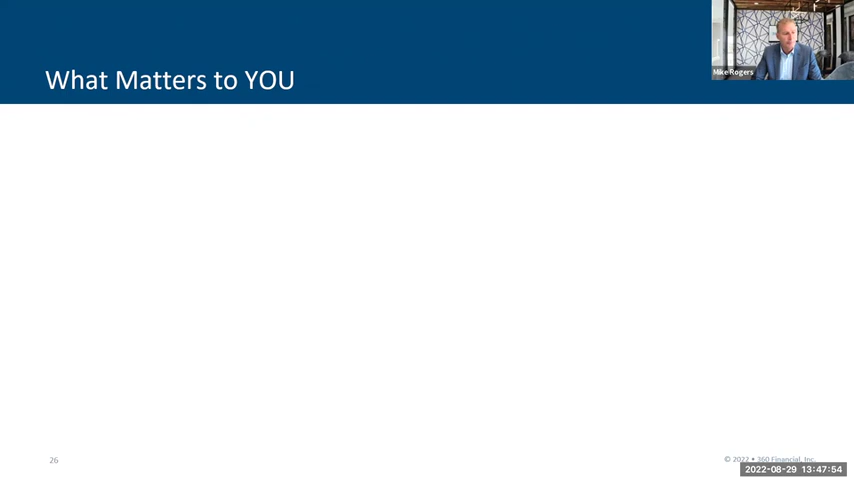 What Matters to YOU
Mike Rogers
26
© 2022 • 360 Financial, Inc.
2022-08-29 13:47:54